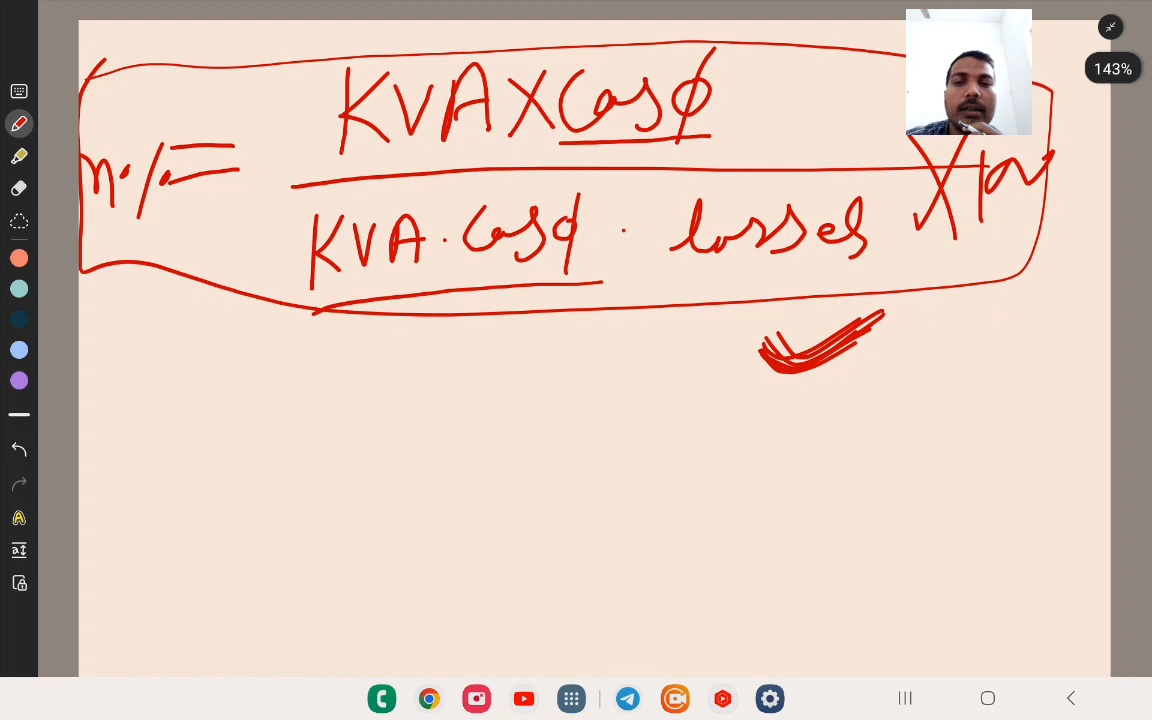 143%
KVA X Cosϕ
η.% = X 100
KVA . Cosϕ . losses